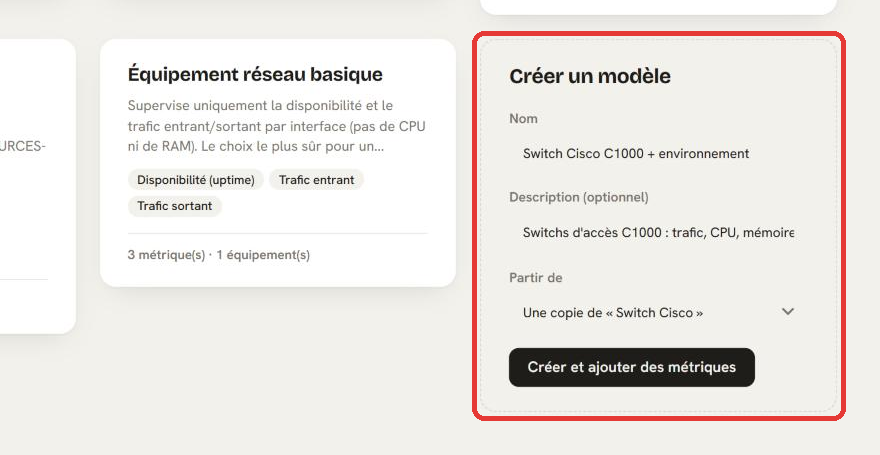 URCES-
Équipement réseau basique
Supervise uniquement la disponibilité et le
trafic entrant/sortant par interface (pas de CPU
ni de RAM). Le choix le plus sûr pour un...
Disponibilité (uptime) Trafic entrant
Trafic sortant
3 métrique(s) · 1 équipement(s)
Créer un modèle
Nom
Switch Cisco C1000 + environnement
Description (optionnel)
Switchs d'accès C1000 : trafic, CPU, mémoire
Partir de
Une copie de « Switch Cisco »
Créer et ajouter des métriques